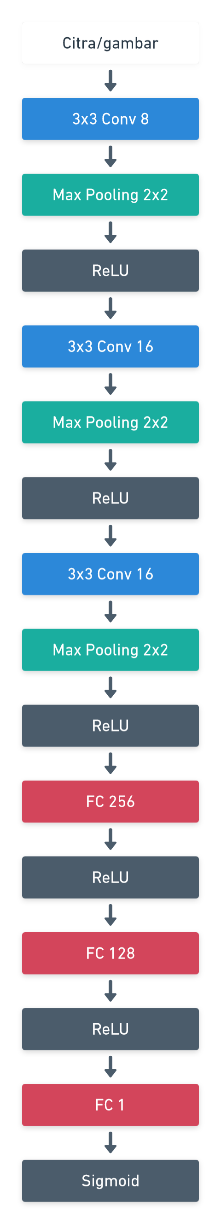 Citra/gambar
3x3 Conv 8
Max Pooling 2x2
ReLU
3x3 Conv 16
Max Pooling 2x2
ReLU
3x3 Conv 16
Max Pooling 2x2
ReLU
FC 256
ReLU
FC 128
ReLU
FC 1
Sigmoid